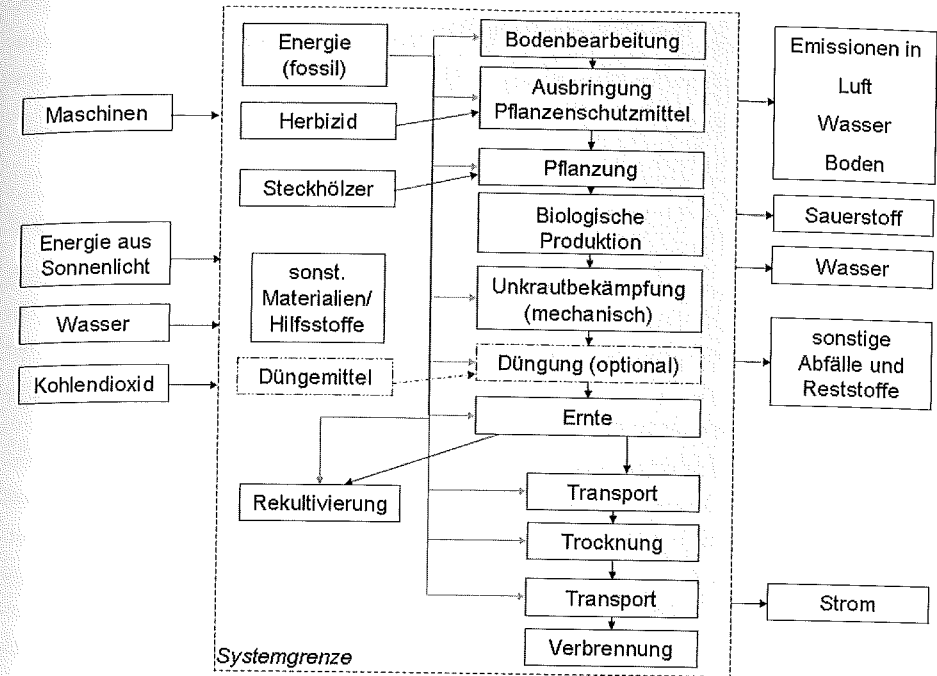 Maschinen
Energie aus
Sonnenlicht
Wasser
Kohlendioxid
Energie
(fossil)
Herbizid
Steckhölzer
sonst.
Materialien/
Hilfsstoffe
Düngemittel
Rekultivierung
Systemgrenze
Bodenbearbeitung
Ausbringung
Pflanzenschutzmittel
Pflanzung
Biologische
Produktion
Unkrautbekämpfung
(mechanisch)
Düngung (optional)
Ernte
Transport
Trocknung
Transport
Verbrennung
Emissionen in
Luft
Wasser
Boden
Sauerstoff
Wasser
sonstige
Abfälle und
Reststoffe
Strom